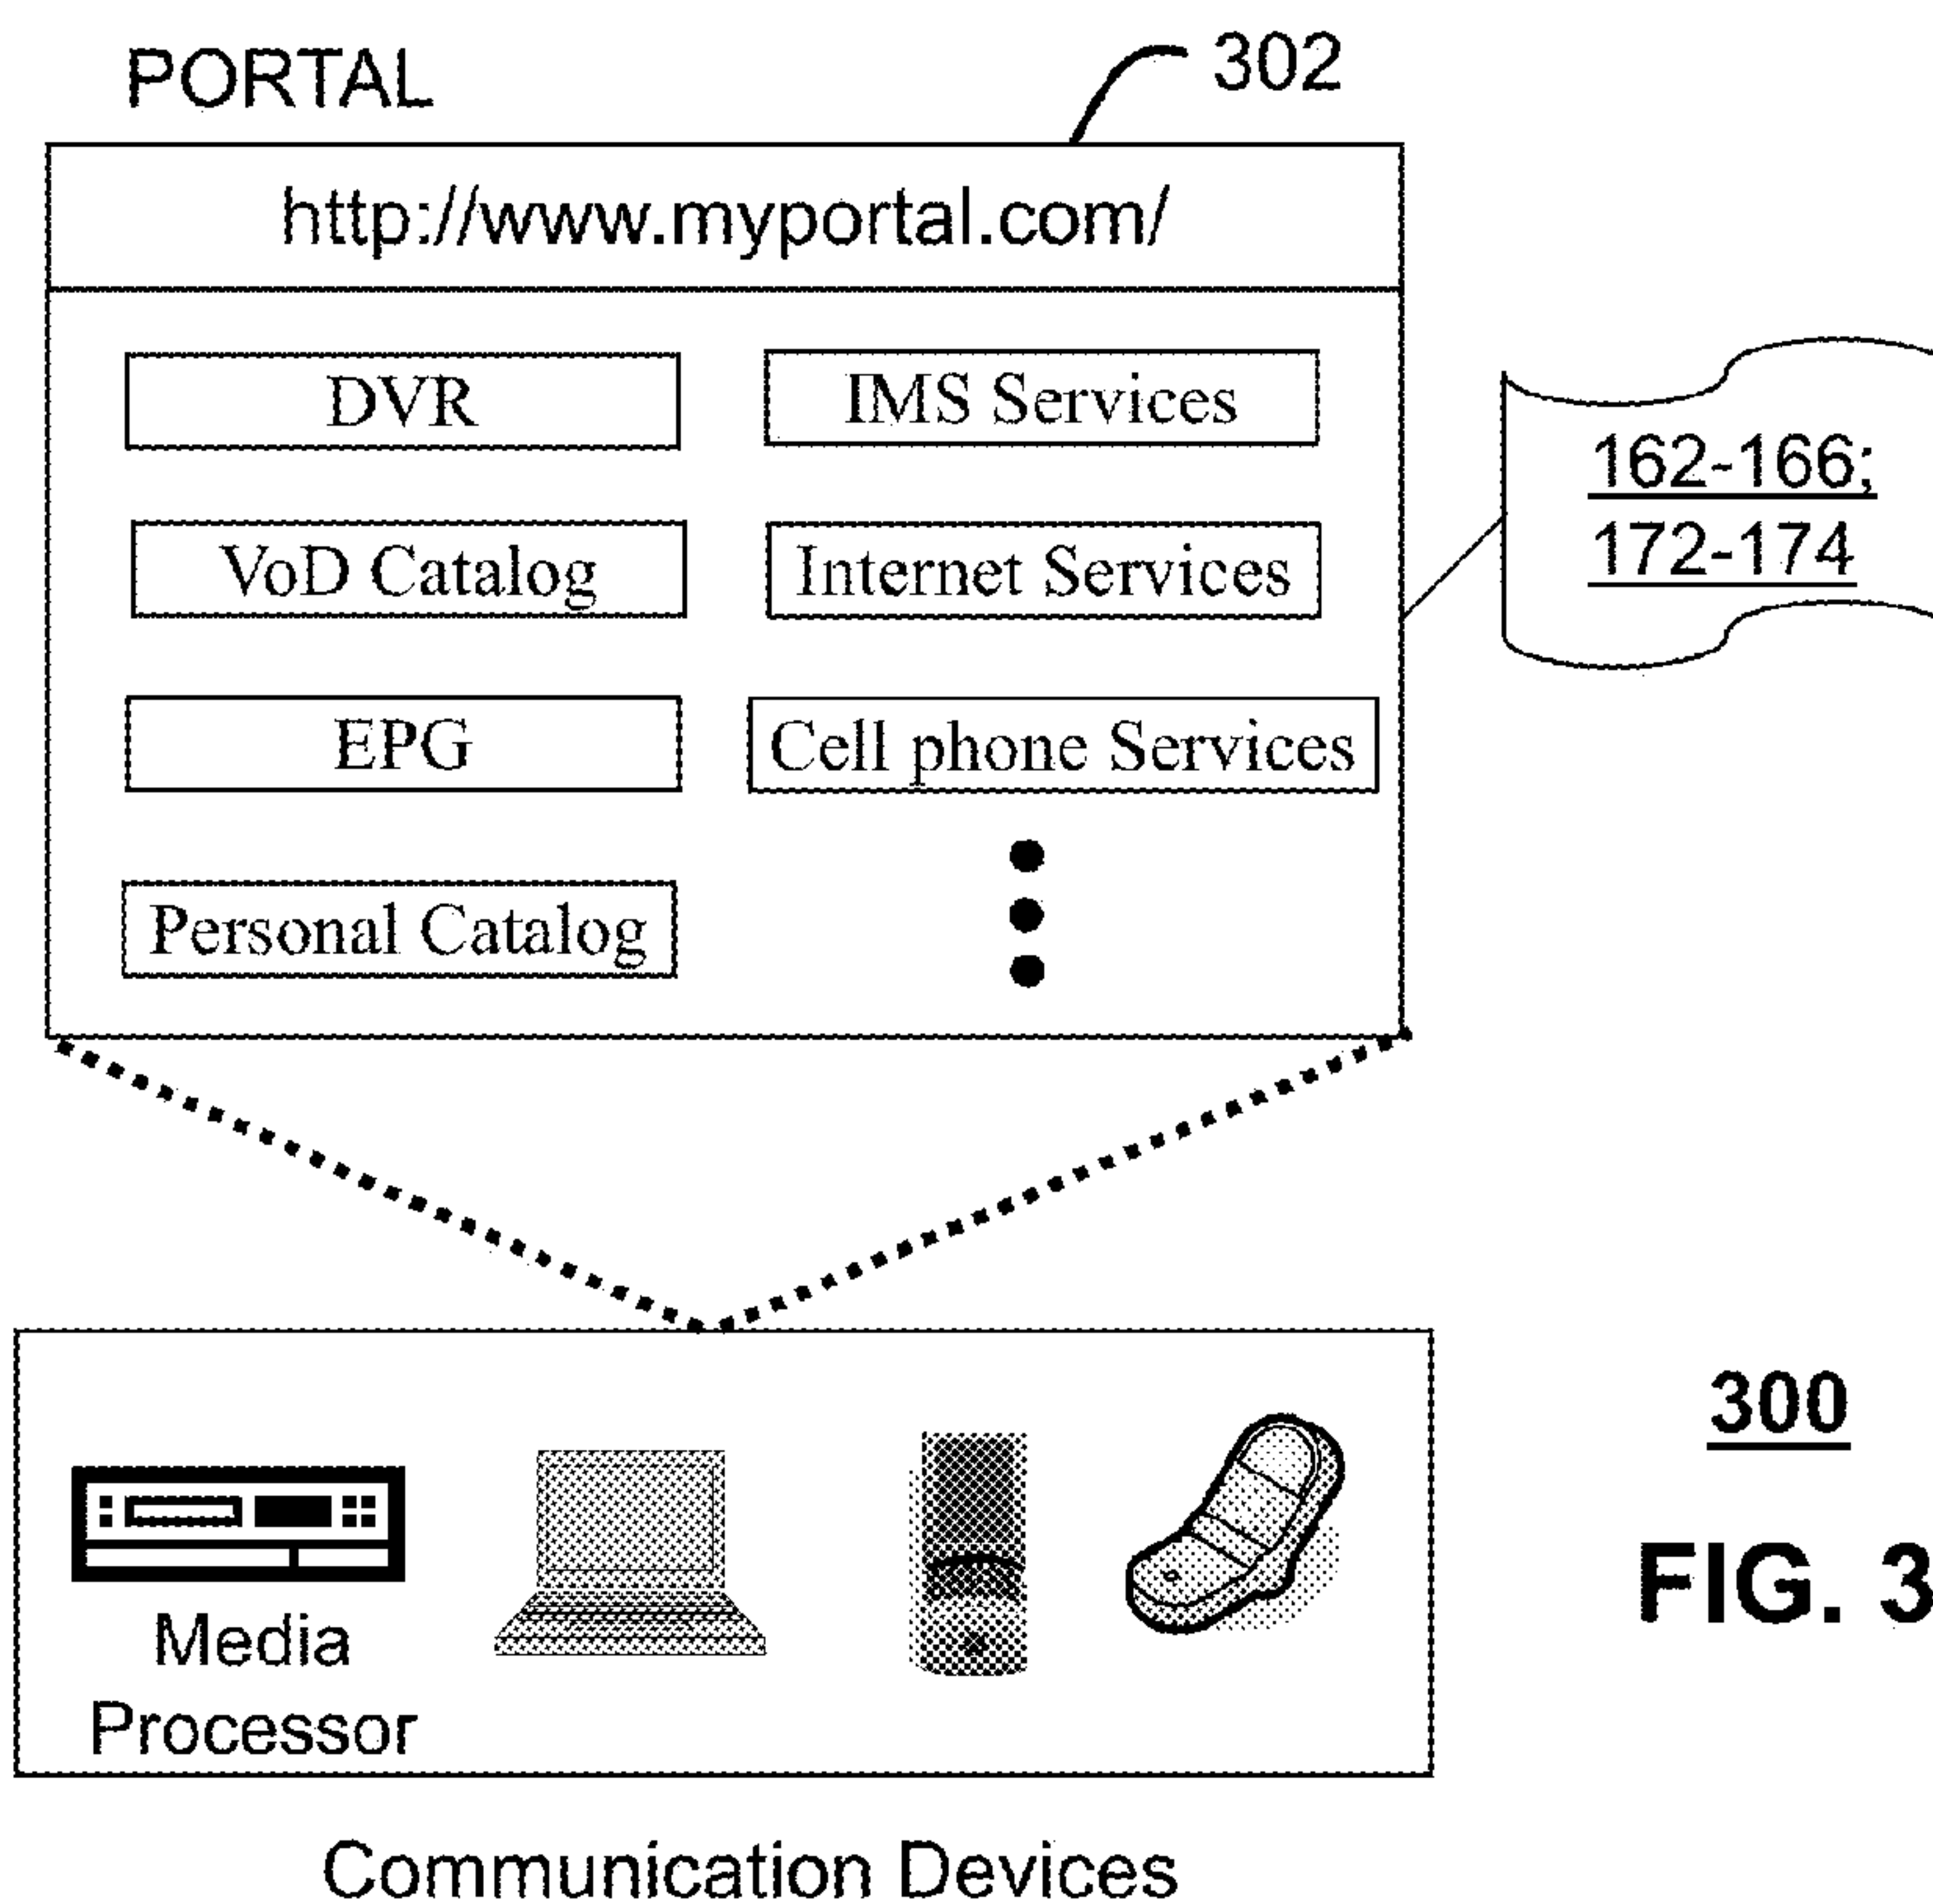 PORTAL
302
http://www.myportal.com/
DVR
IMS Services
162-166;
172-174
VoD Catalog
Internet Services
EPG
Cell phone Services
Personal Catalog
300
FIG. 3
Media
Processor
Communication Devices